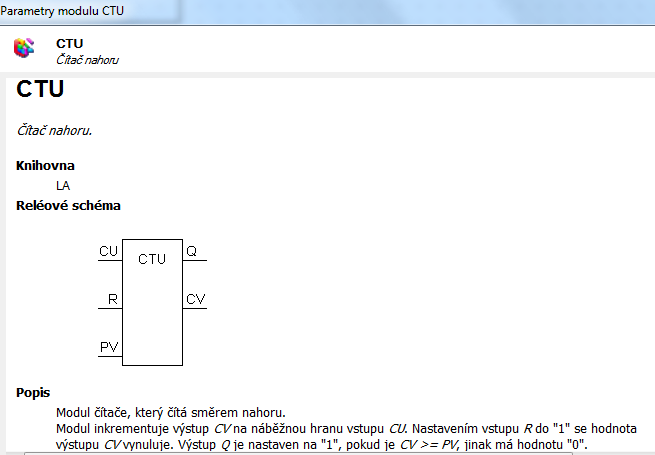 Parametry modulu CTU
CTU
Čítač nahoru
CTU
Čítač nahoru.
Knihovna
LA
Reléové schéma
CU CTU Q
R CV
PV
Popis
Modul čítače, který čítá směrem nahoru.
Modul inkrementuje výstup CV na náběžnou hranu vstupu CU. Nastavením vstupu R do "1" se hodnota
výstupu CV vynuluje. Výstup Q je nastaven na "1", pokud je CV >= PV, jinak má hodnotu "0".